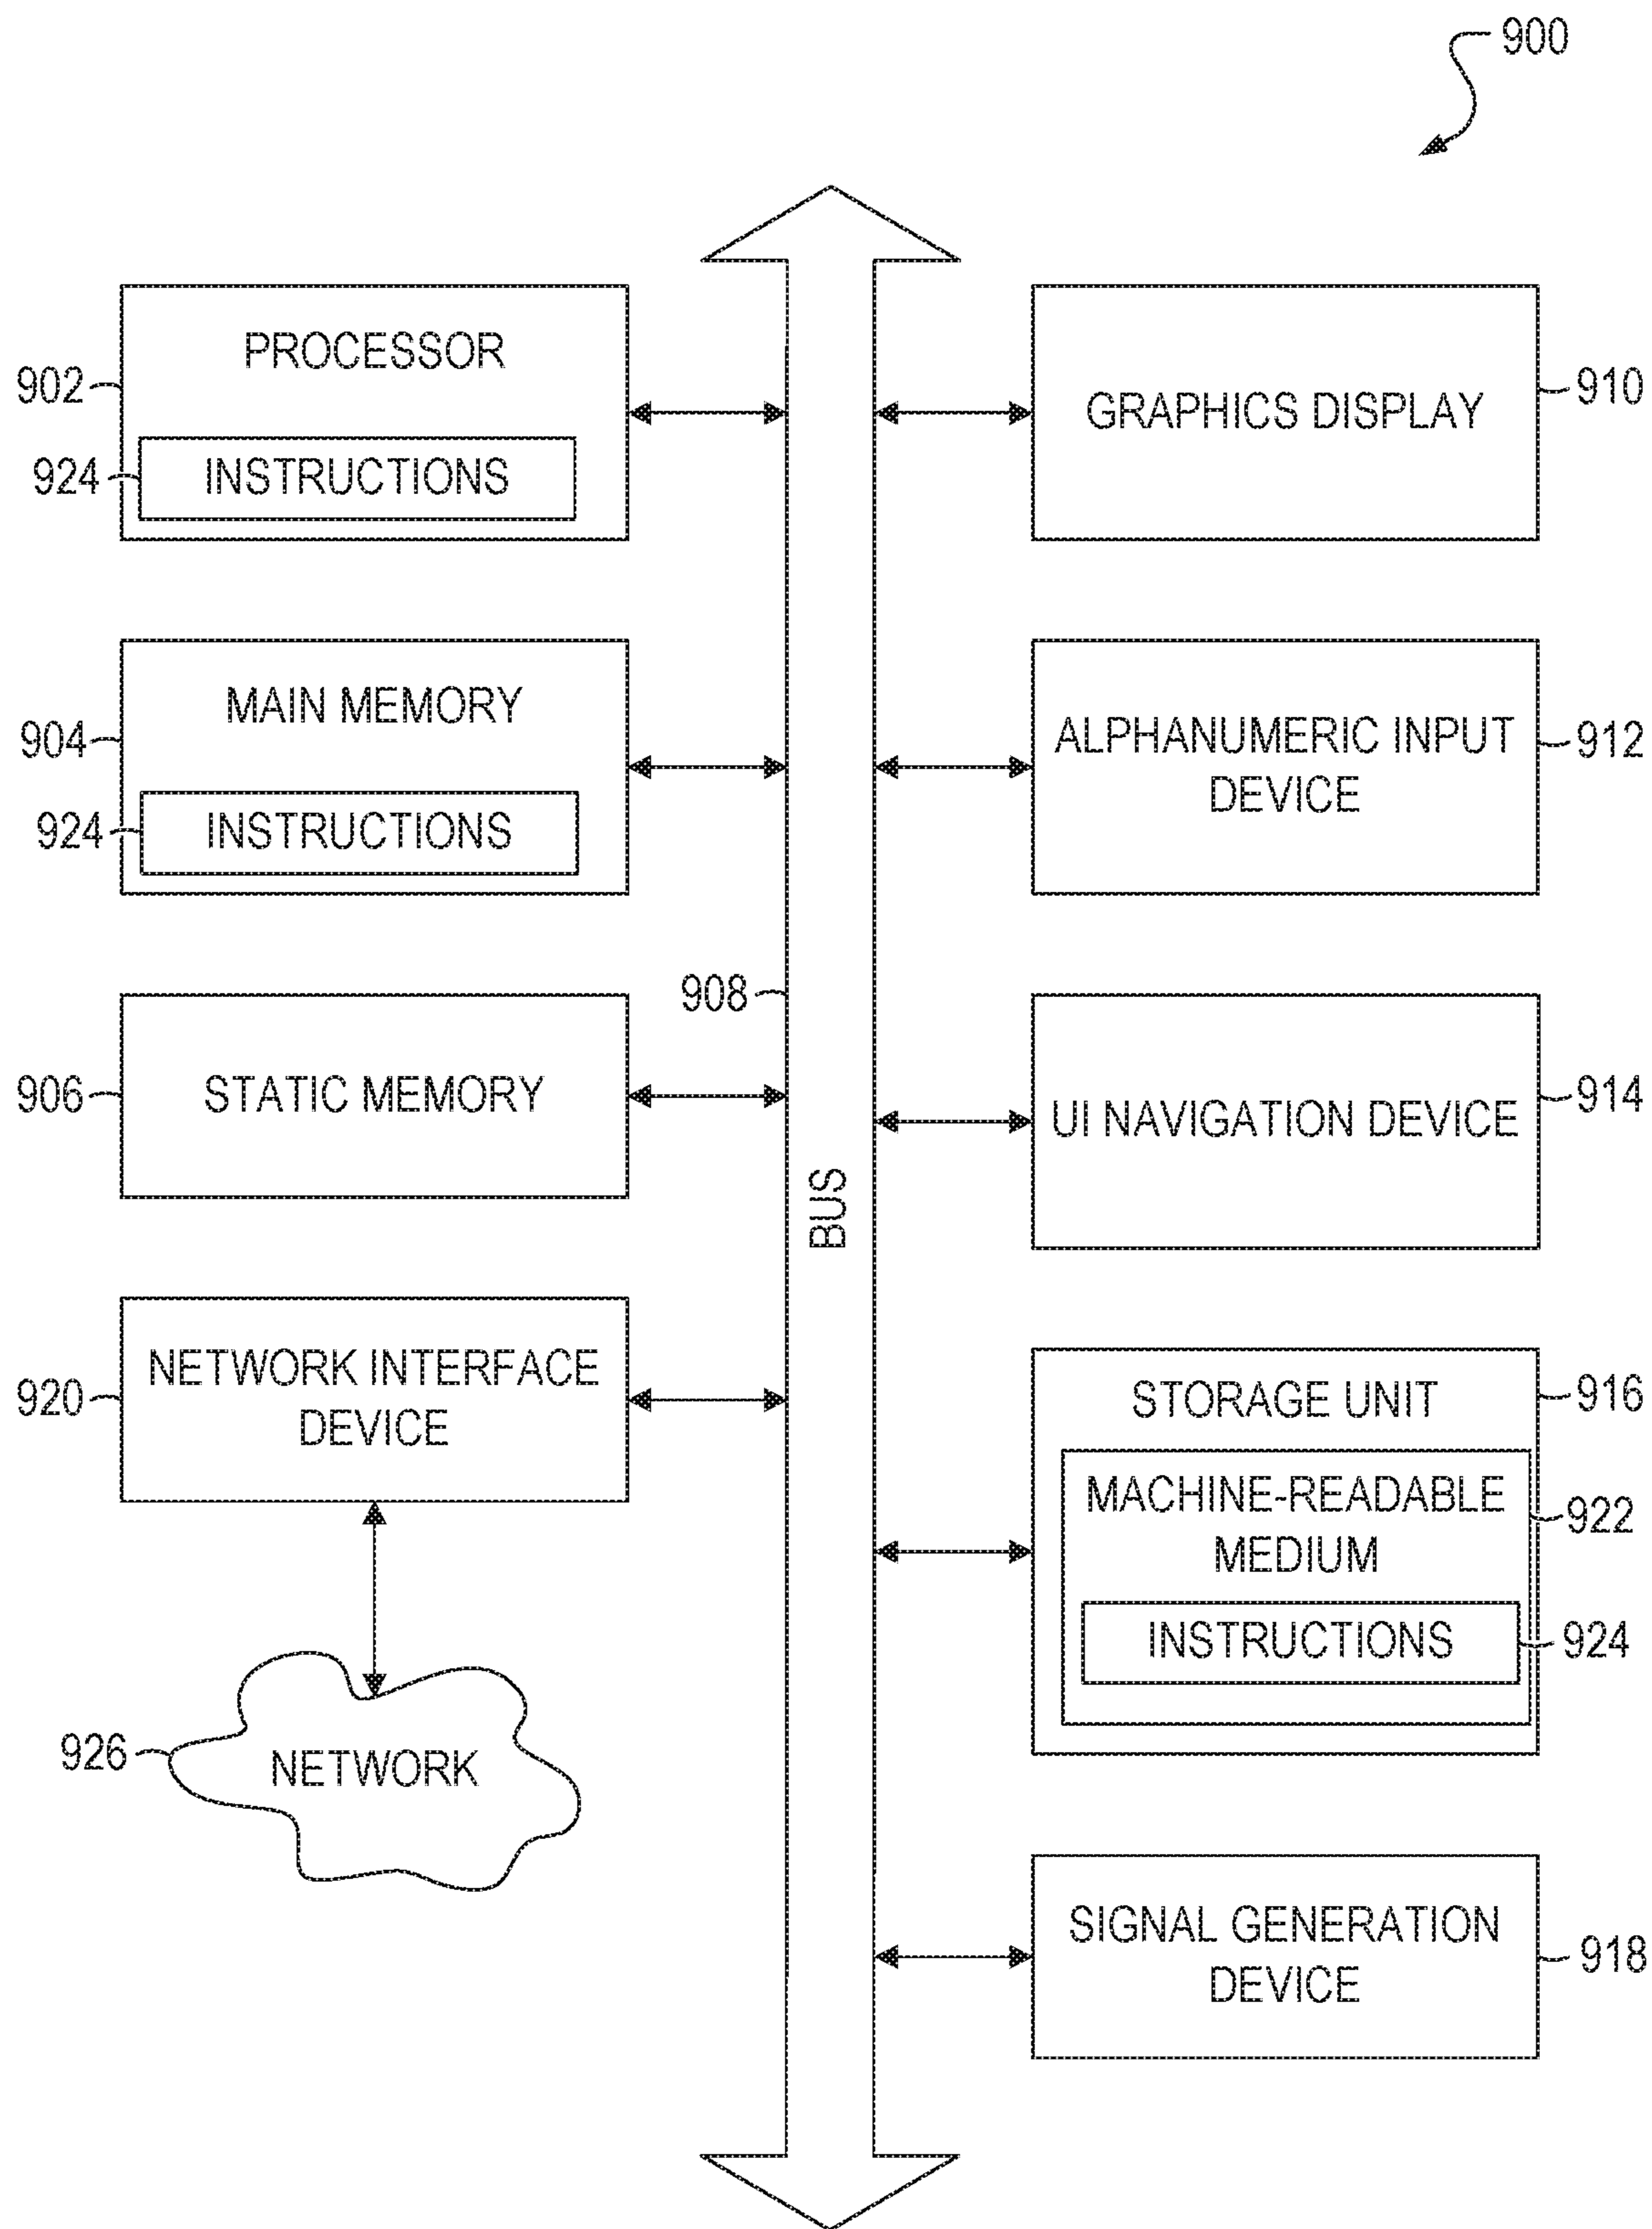 900
PROCESSOR
902
924
INSTRUCTIONS
MAIN MEMORY
904
924
INSTRUCTIONS
908
906
STATIC MEMORY
BUS
920
NETWORK INTERFACE
DEVICE
926
NETWORK
GRAPHICS DISPLAY
910
ALPHANUMERIC INPUT
DEVICE
912
UI NAVIGATION DEVICE
914
STORAGE UNIT
916
MACHINE-READABLE
MEDIUM
922
INSTRUCTIONS
924
SIGNAL GENERATION
DEVICE
918